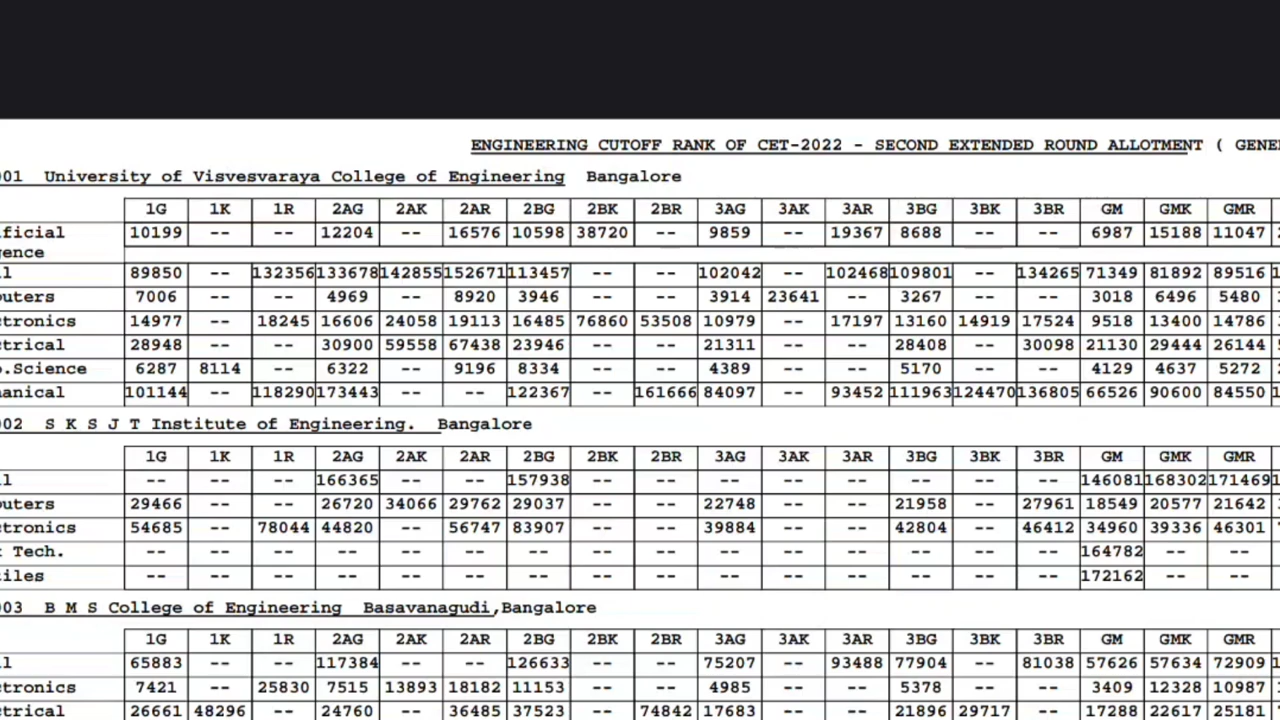 ENGINEERING CUTOFF RANK OF CET-2022 - SECOND EXTENDED ROUND ALLOTMENT ( GENE
001 University of Visvesvaraya College of Engineering Bangalore
1G 1K 1R 2AG 2AK 2AR 2BG 2BK 2BR 3AG 3AK 3AR 3BG 3BK 3BR GM GMK GMR
ificial 10199 -- -- 12204 -- 16576 10598 38720 -- 9859 -- 19367 8688 -- -- 6987 15188 11047 2
gence
l 89850 -- 132356 133678 142855 152671 113457 -- -- 102042 -- 102468 109801 -- 134265 71349 81892 89516 1
uters 7006 -- -- 4969 -- 8920 3946 -- -- 3914 23641 -- 3267 -- -- 3018 6496 5480
tronics 14977 -- 18245 16606 24058 19113 16485 76860 53508 10979 -- 17197 13160 14919 17524 9518 13400 14786
trical 28948 -- -- 30900 59558 67438 23946 -- -- 21311 -- -- 28408 -- 30098 21130 29444 26144
.Science 6287 8114 -- 6322 -- 9196 8334 -- -- 4389 -- -- 5170 -- -- 4129 4637 5272
anical 101144 -- 118290 173443 -- -- 122367 -- 161666 84097 -- 93452 111963 124470 136805 66526 90600 84550 1
002 S K S J T Institute of Engineering. Bangalore
1G 1K 1R 2AG 2AK 2AR 2BG 2BK 2BR 3AG 3AK 3AR 3BG 3BK 3BR GM GMK GMR
l -- -- -- 166365 -- -- 157938 -- -- -- -- -- -- -- -- 146081 168302 171469 1
uters 29466 -- -- 26720 34066 29762 29037 -- -- 22748 -- -- 21958 -- 27961 18549 20577 21642
tronics 54685 -- 78044 44820 -- 56747 83907 -- -- 39884 -- -- 42804 -- 46412 34960 39336 46301
Tech. -- -- -- -- -- -- -- -- -- -- -- -- -- -- -- 164782 -- --
iles -- -- -- -- -- -- -- -- -- -- -- -- -- -- -- 172162 -- --
003 B M S College of Engineering Basavanagudi,Bangalore
1G 1K 1R 2AG 2AK 2AR 2BG 2BK 2BR 3AG 3AK 3AR 3BG 3BK 3BR GM GMK GMR
l 65883 -- -- 117384 -- -- 126633 -- -- 75207 -- 93488 77904 -- 81038 57626 57634 72909 1
tronics 7421 -- 25830 7515 13893 18182 11153 -- -- 4985 -- -- 5378 -- -- 3409 12328 10987
trical 26661 48296 -- 24760 -- 36485 37523 -- 74842 17683 -- -- 21896 29717 -- 17288 22617 25181